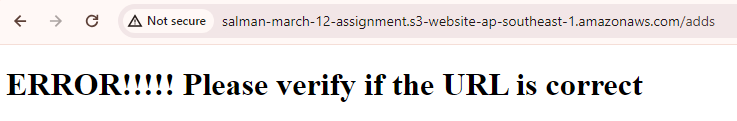 Not secure salman-march-12-assignment.s3-website-ap-southeast-1.amazonaws.com/adds
ERROR!!!!! Please verify if the URL is correct